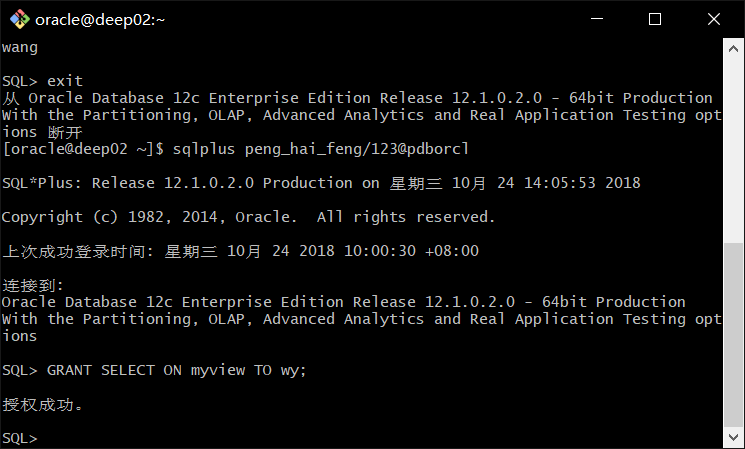 oracle@deep02:~
wang
SQL> exit
从 Oracle Database 12c Enterprise Edition Release 12.1.0.2.0 - 64bit Production
With the Partitioning, OLAP, Advanced Analytics and Real Application Testing opt
ions 断开
[oracle@deep02 ~]$ sqlplus peng_hai_feng/123@pdborcl
SQL*Plus: Release 12.1.0.2.0 Production on 星期三 10月 24 14:05:53 2018
Copyright (c) 1982, 2014, Oracle.  All rights reserved.
上次成功登录时间: 星期三 10月 24 2018 10:00:30 +08:00
连接到:
Oracle Database 12c Enterprise Edition Release 12.1.0.2.0 - 64bit Production
With the Partitioning, OLAP, Advanced Analytics and Real Application Testing opt
ions
SQL> GRANT SELECT ON myview TO wy;
授权成功。
SQL>